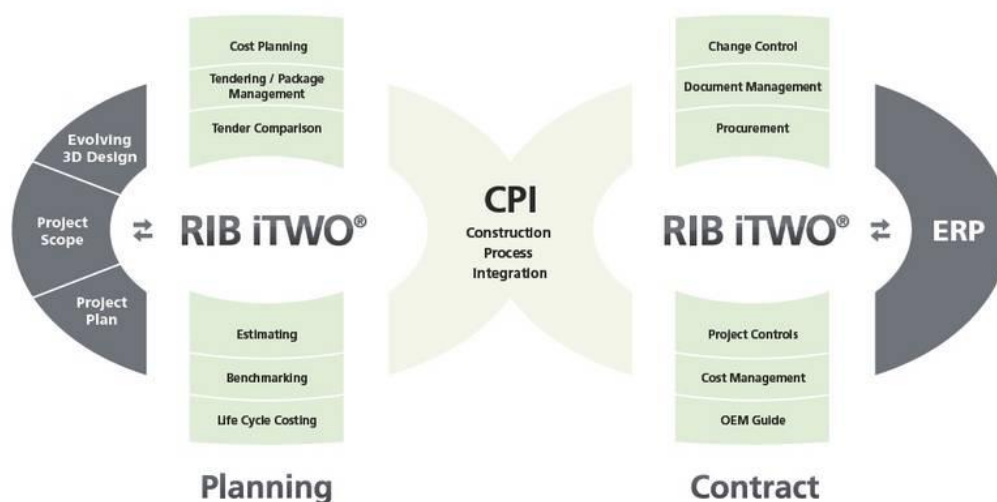 Cost Planning
Tendering / Package
Management
Tender Comparison
Evolving
3D Design
Project
Scope
Project
Plan
RIB iTWO®
Estimating
Benchmarking
Life Cycle Costing
Planning
CPI
Construction
Process
Integration
Change Control
Document Management
Procurement
RIB iTWO®
ERP
Project Controls
Cost Management
OEM Guide
Contract